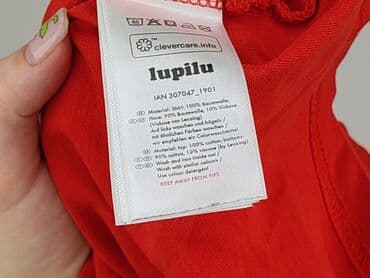 clevercare.info
lupilu
IAN 307047_1901
Material: Shirt: 100% Baumwolle,
Hose: 90% Baumwolle, 10% Viskose
(Viskose von Lenzing)
Auf links waschen und bügeln /
mit ähnlichen Farben waschen /
wir empfehlen ein Colorwaschmittel
Material: top: 100% cotton; bottoms:
90% cotton, 10% viscose (by Lenzing)
Wash and iron inside out /
Wash with similar colours /
Use colour detergent
KEEP AWAY FROM FIRE